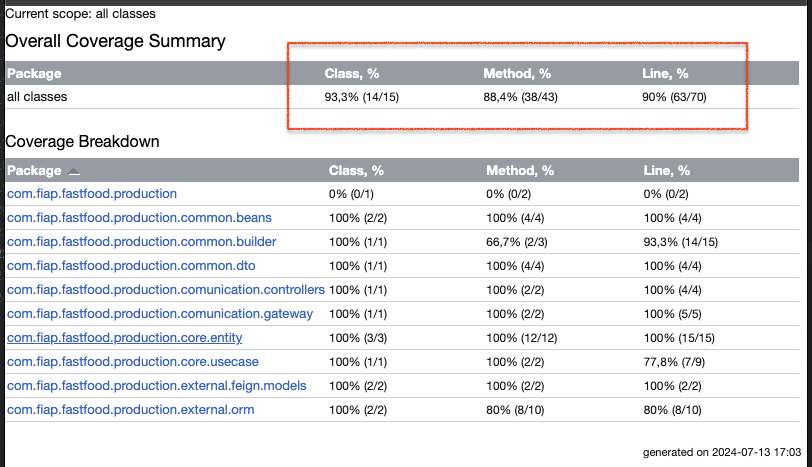 Current scope: all classes
Overall Coverage Summary
Package Class, % Method, % Line, %
all classes 93,3% (14/15) 88,4% (38/43) 90% (63/70)
Coverage Breakdown
Package Class, % Method, % Line, %
com.fiap.fastfood.production 0% (0/1) 0% (0/2) 0% (0/2)
com.fiap.fastfood.production.common.beans 100% (2/2) 100% (4/4) 100% (4/4)
com.fiap.fastfood.production.common.builder 100% (1/1) 66,7% (2/3) 93,3% (14/15)
com.fiap.fastfood.production.common.dto 100% (1/1) 100% (4/4) 100% (4/4)
com.fiap.fastfood.production.comunication.controllers 100% (1/1) 100% (2/2) 100% (4/4)
com.fiap.fastfood.production.comunication.gateway 100% (1/1) 100% (2/2) 100% (5/5)
com.fiap.fastfood.production.core.entity 100% (3/3) 100% (12/12) 100% (15/15)
com.fiap.fastfood.production.core.usecase 100% (1/1) 100% (2/2) 77,8% (7/9)
com.fiap.fastfood.production.external.feign.models 100% (2/2) 100% (2/2) 100% (2/2)
com.fiap.fastfood.production.external.orm 100% (2/2) 80% (8/10) 80% (8/10)
generated on 2024-07-13 17:03